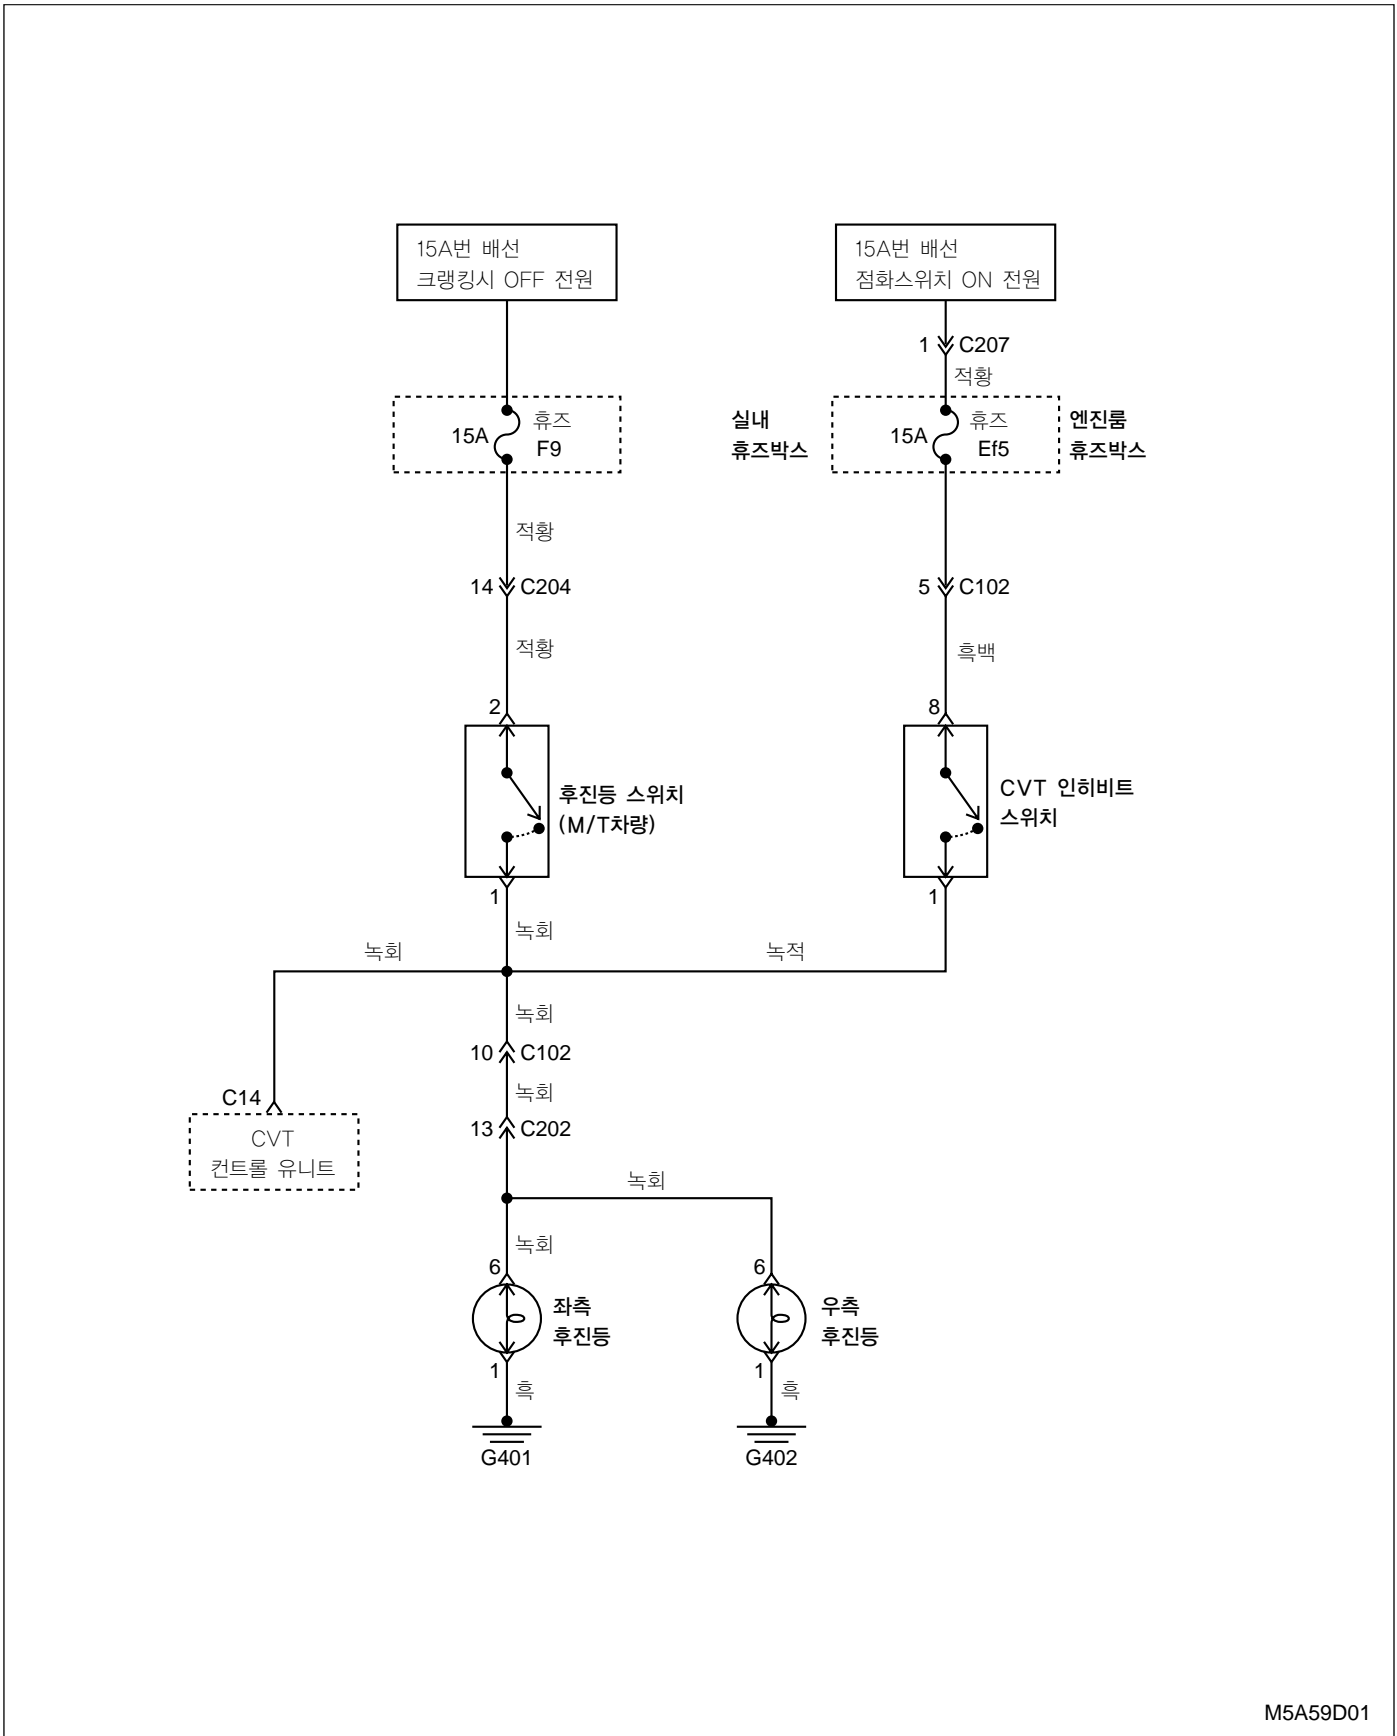 15A번 배선
크랭킹시 OFF 전원
15A번 배선
점화스위치 ON 전원
1 C207
적황
15A 휴즈
F9
실내
휴즈박스
15A 휴즈
Ef5
엔진룸
휴즈박스
적황
14 C204
5 C102
적황
흑백
2
8
후진등 스위치
(M/T차량)
CVT 인히비트
스위치
1
1
녹회
녹회
녹적
녹회
10 C102
녹회
C14
13 C202
CVT
컨트롤 유니트
녹회
녹회
6
6
좌측
후진등
우측
후진등
1
1
흑
흑
G401
G402
M5A59D01